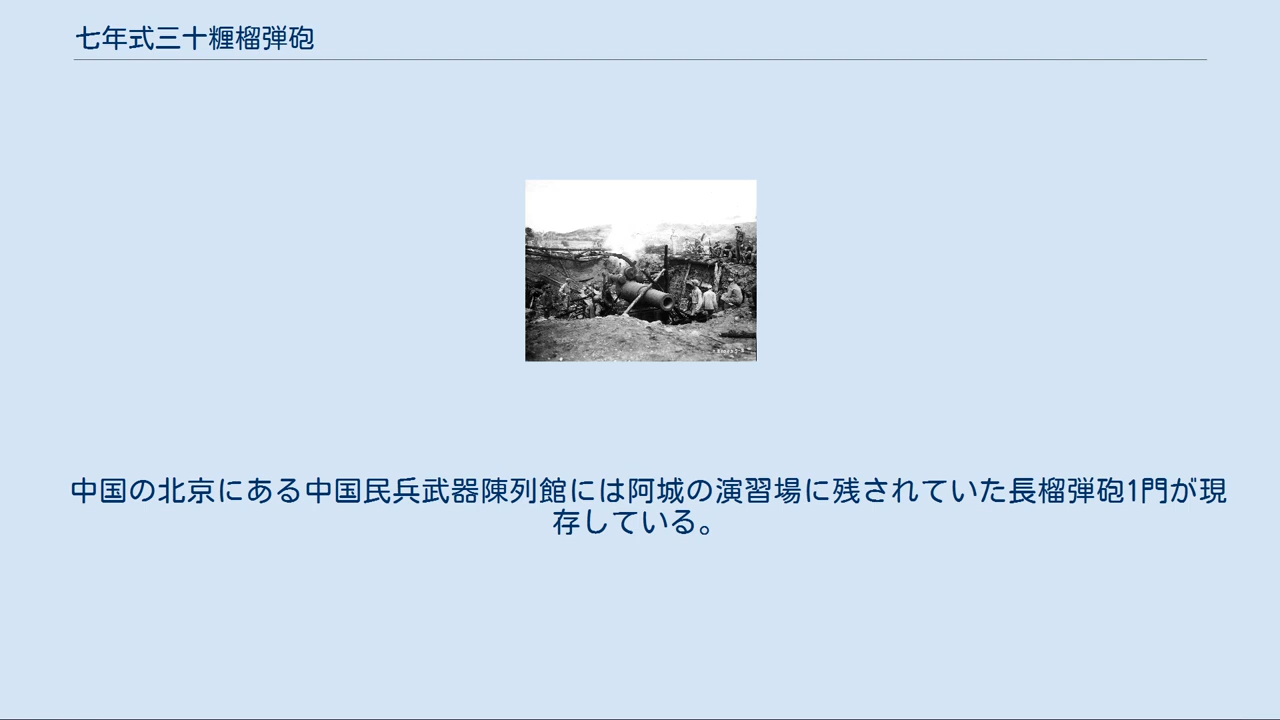 七年式三十糎榴弾砲
中国の北京にある中国民兵武器陳列館には阿城の演習場に残されていた長榴弾砲1門が現
存している。